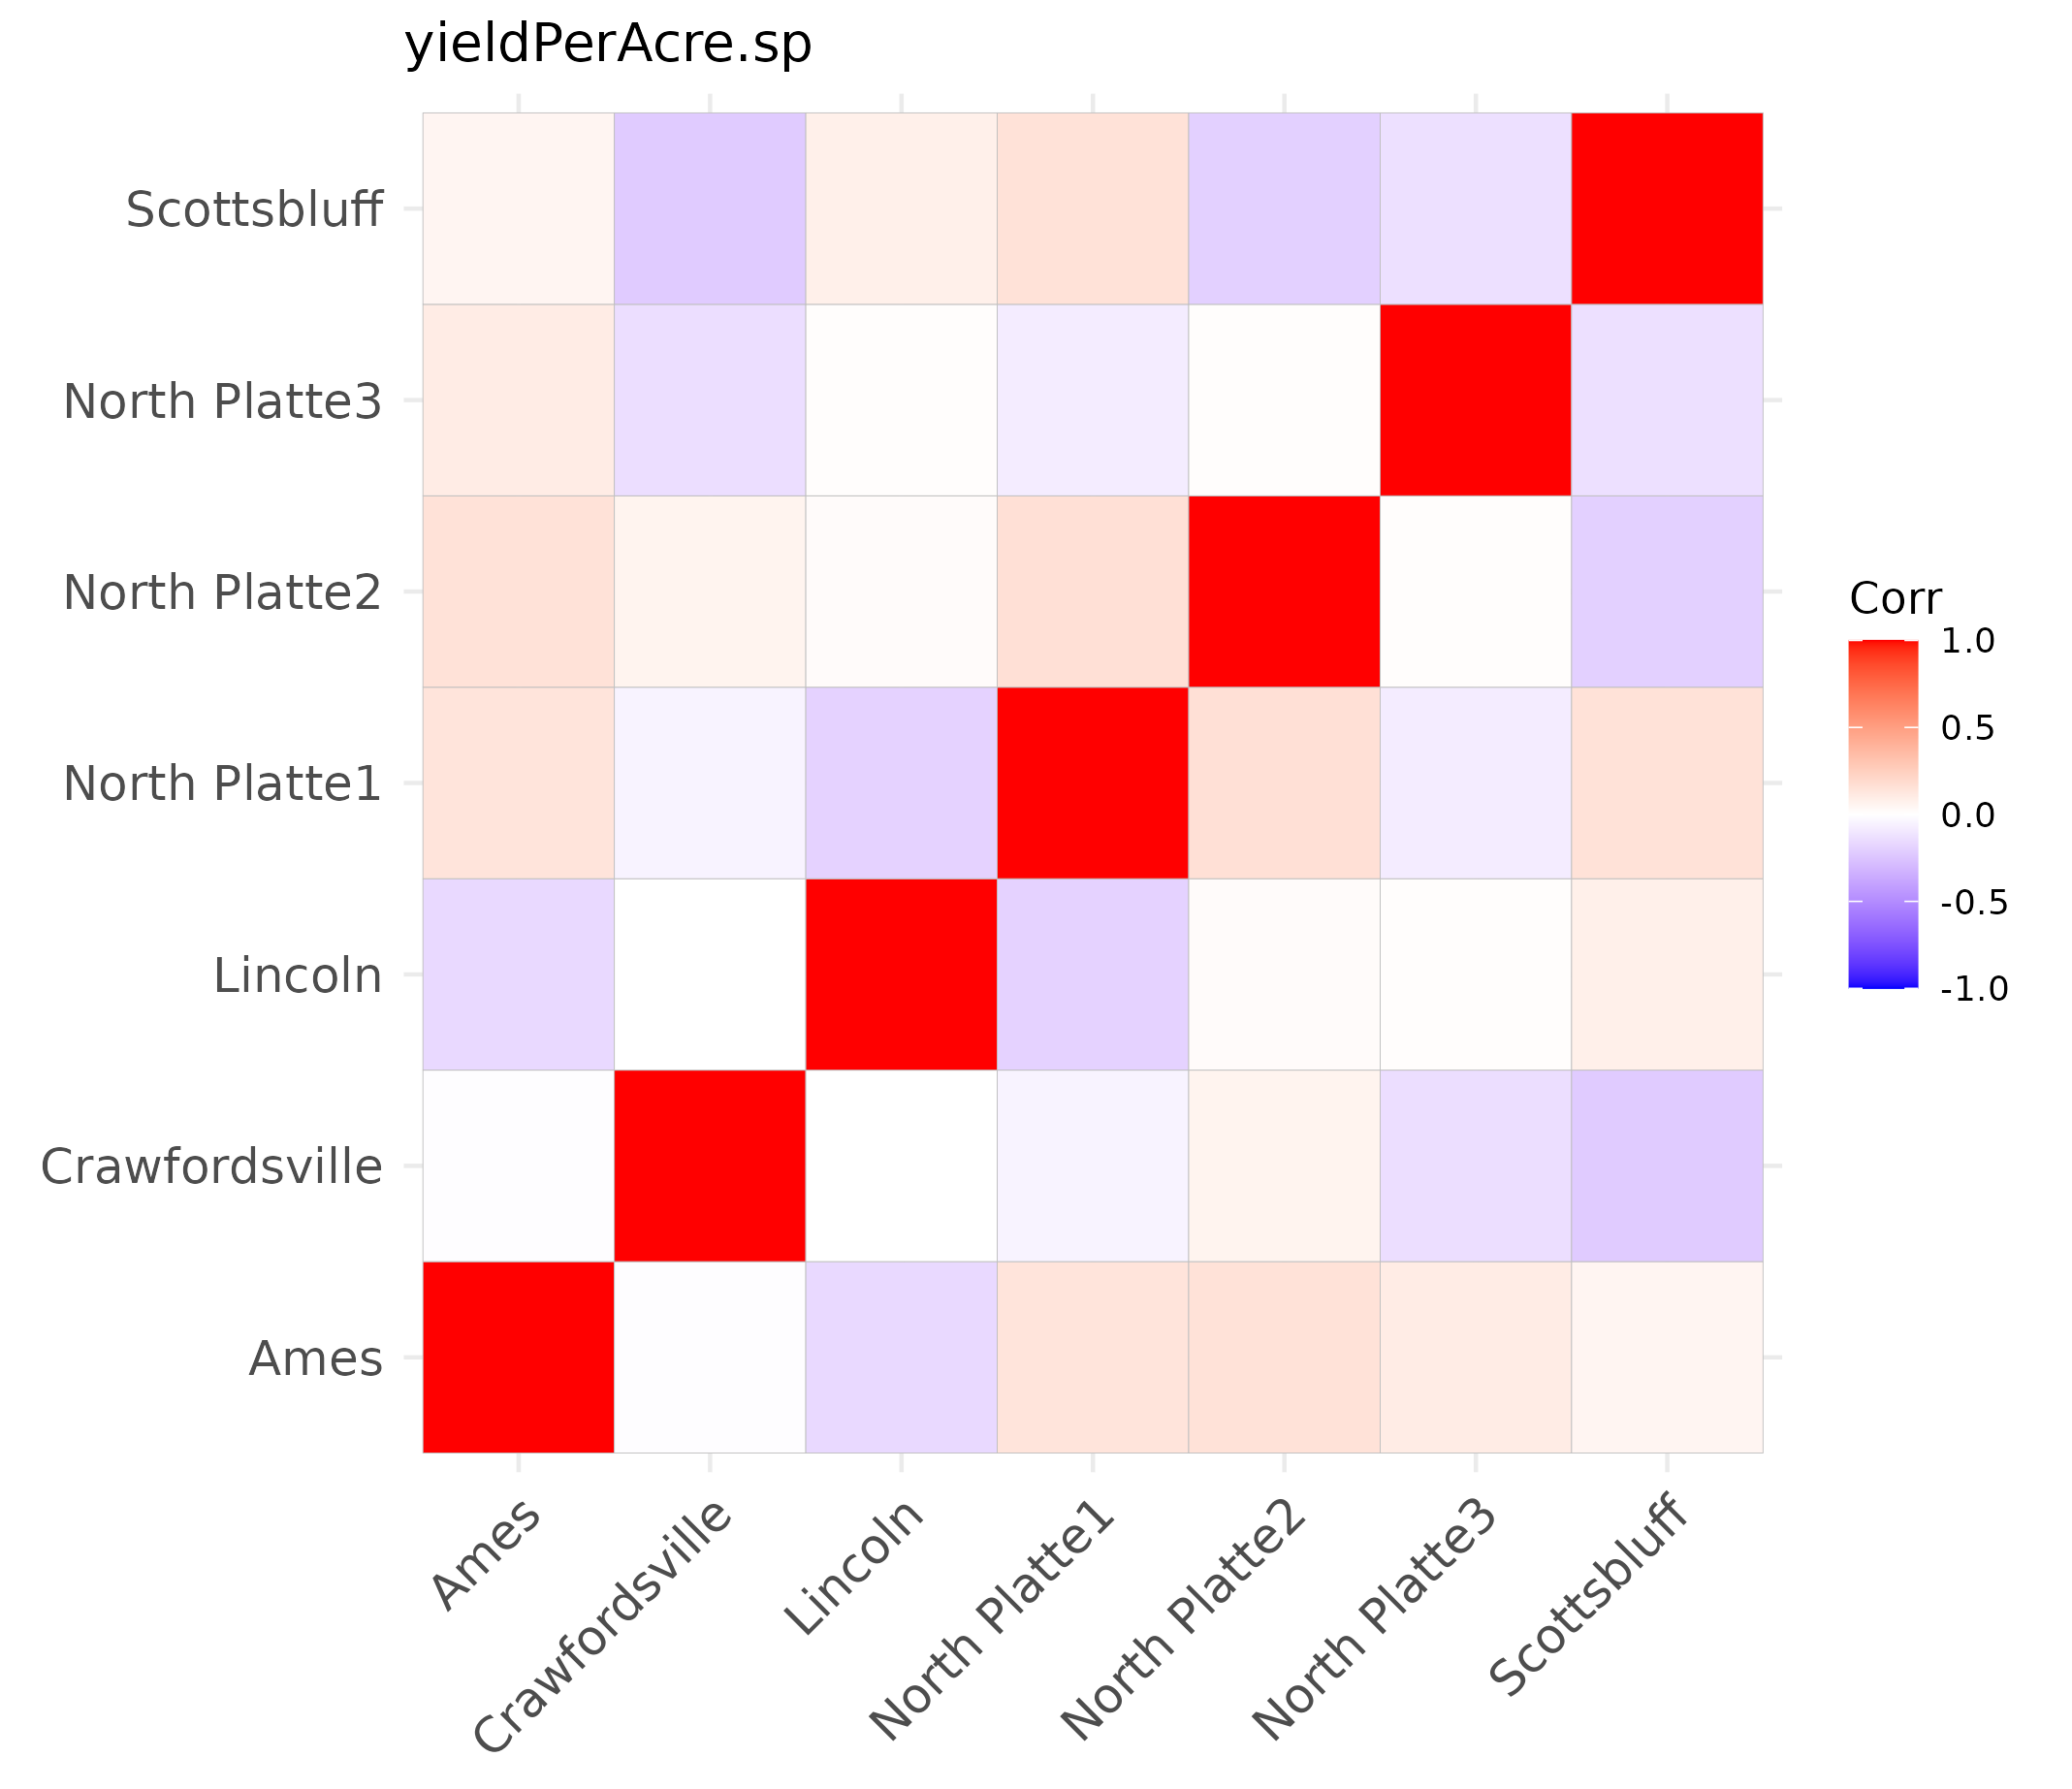 yieldPerAcre.sp
Scottsbluff
North Platte3
North Platte2
North Platte1
Lincoln
Crawfordsville
Ames
Ames
Crawfordsville
Lincoln
North Platte1
North Platte2
North Platte3
Scottsbluff
Corr
1.0
0.5
0.0
-0.5
-1.0